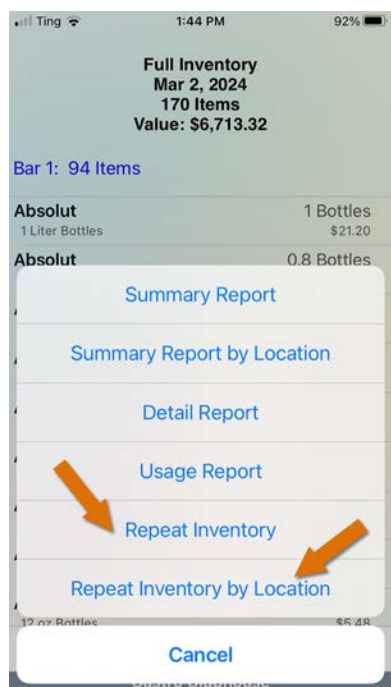 Ting 1:44 PM 92%
Full Inventory
Mar 2, 2024
170 Items
Value: $6,713.32
Bar 1: 94 Items
Absolut 1 Bottles
1 Liter Bottles $21.20
Absolut 0.8 Bottles
Summary Report
Summary Report by Location
Detail Report
Usage Report
Repeat Inventory
Repeat Inventory by Location
12 oz Bottles $5.48
Cancel